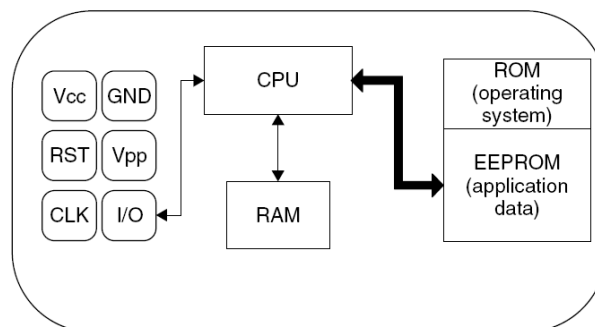 Vcc GND
RST Vpp
CLK I/O
CPU
RAM
ROM
(operating
system)
EEPROM
(application
data)